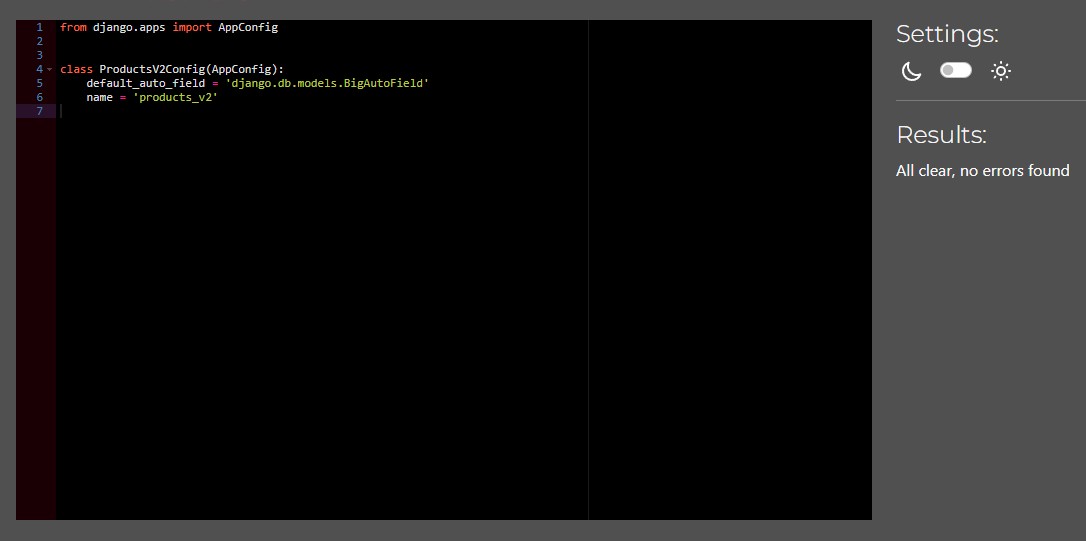 1 from django.apps import AppConfig
2
3
4 class ProductsV2Config(AppConfig):
5     default_auto_field = 'django.db.models.BigAutoField'
6     name = 'products_v2'
7
Settings:
Results:
All clear, no errors found